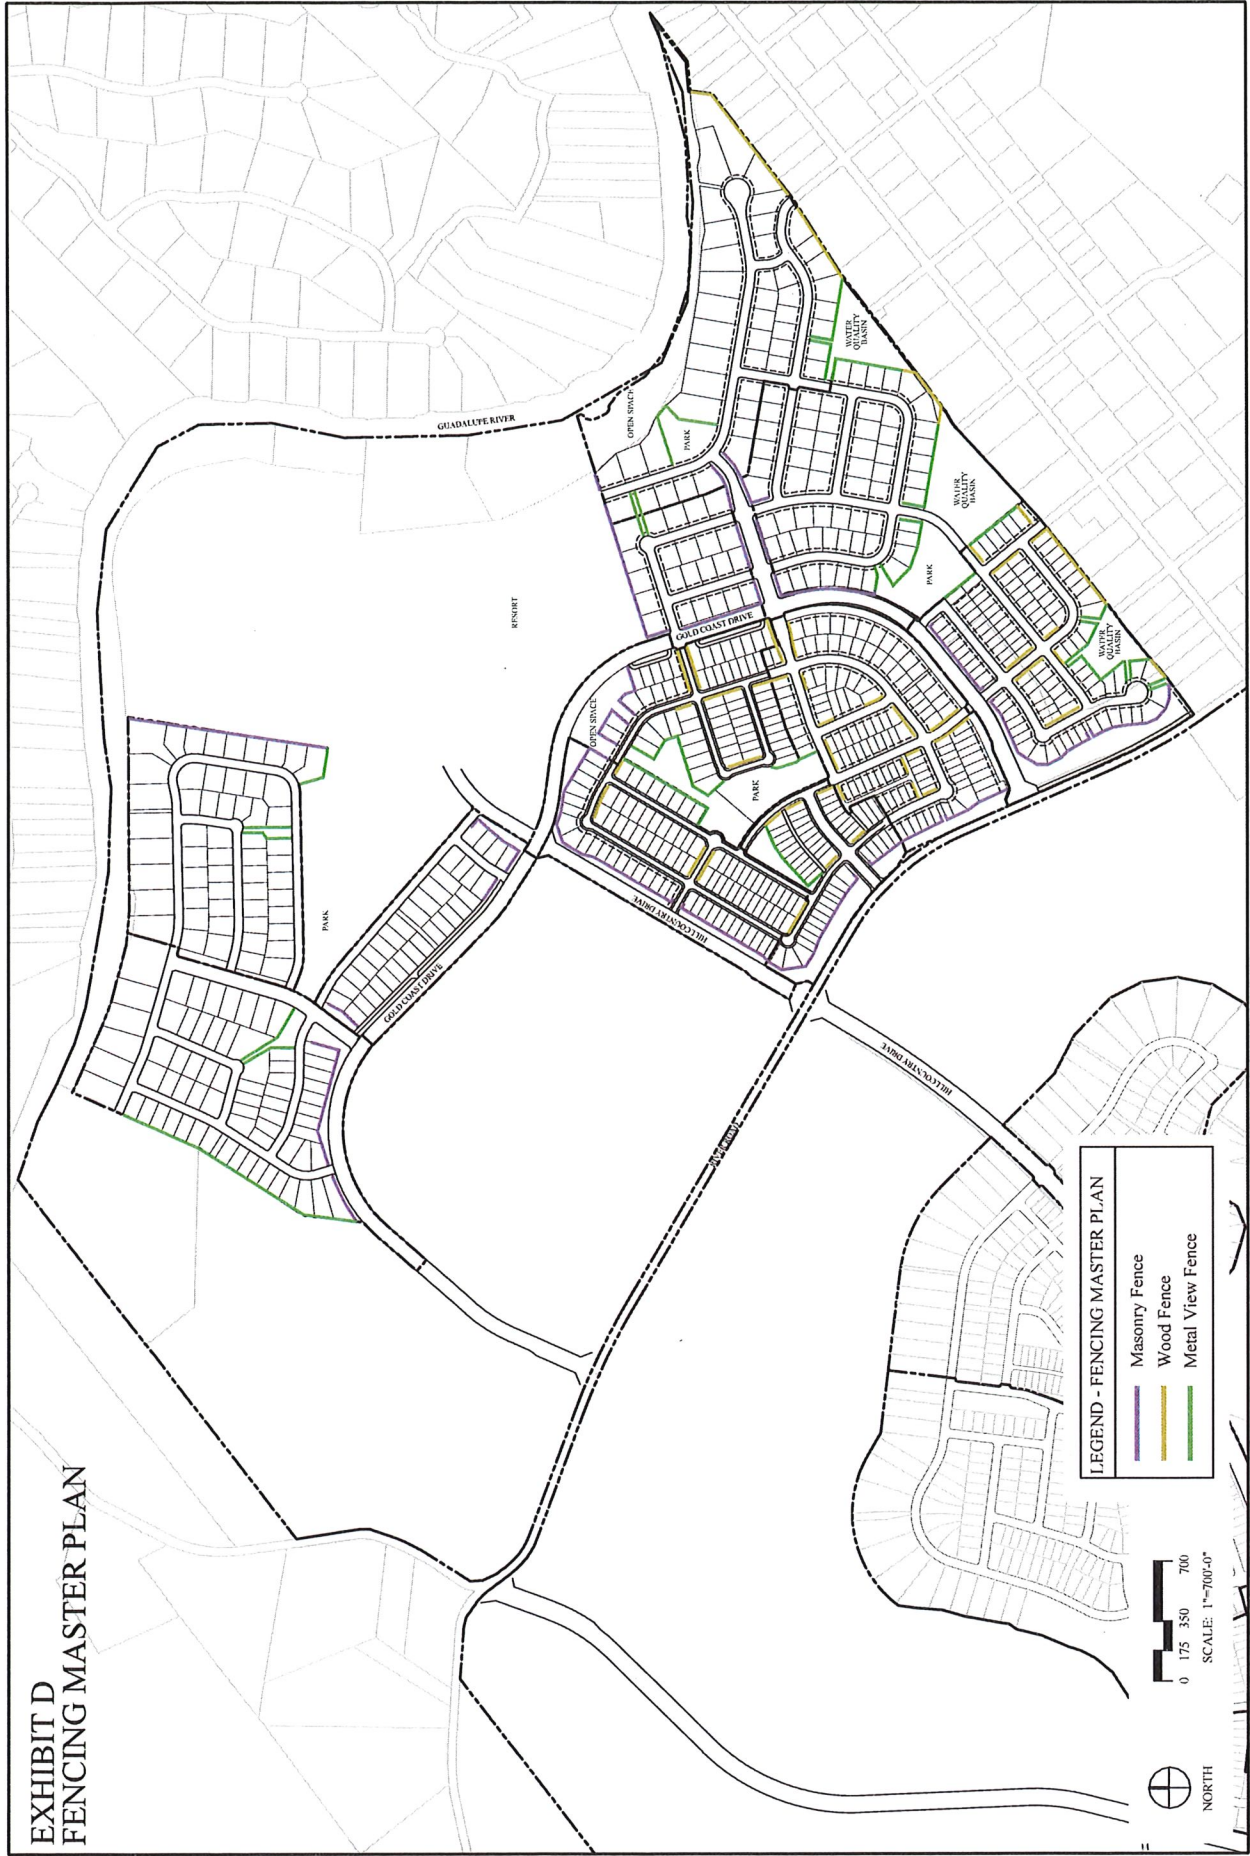 EXHIBIT D
FENCING MASTER PLAN
GUADALUPE RIVER
OPEN SPACE
PARK
WATER
QUALITY
BASIN
RESORT
WATER
QUALITY
BASIN
PARK
GOLD COAST DRIVE
WATER
QUALITY
BASIN
OPEN SPACE
PARK
HILLCOUNTRY DRIVE
PARK
GOLD COAST DRIVE
HILLCOUNTRY DRIVE
LEGEND - FENCING MASTER PLAN
Masonry Fence
Wood Fence
Metal View Fence
0 175 350 700
SCALE: 1"=700'-0"
NORTH